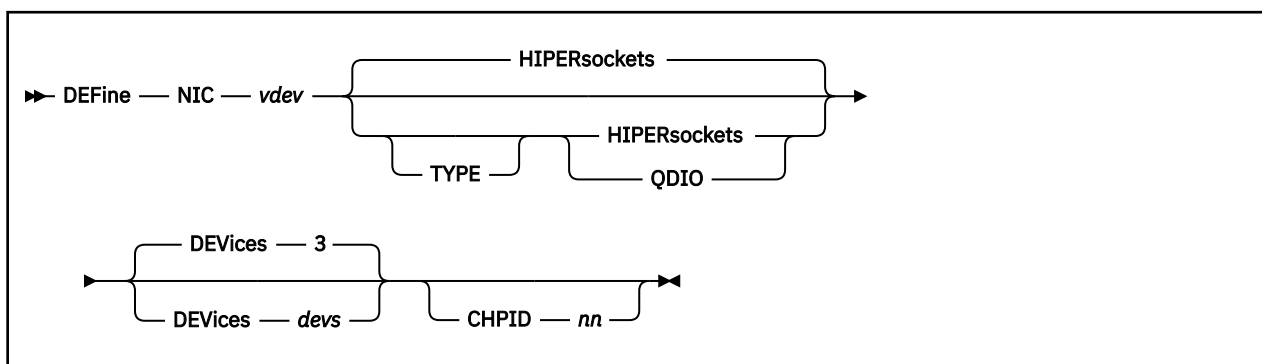 HIPERsockets
DEFine NIC vdev
HIPERsockets
TYPE
QDIO
DEVices 3
DEVices devs
CHPID nn